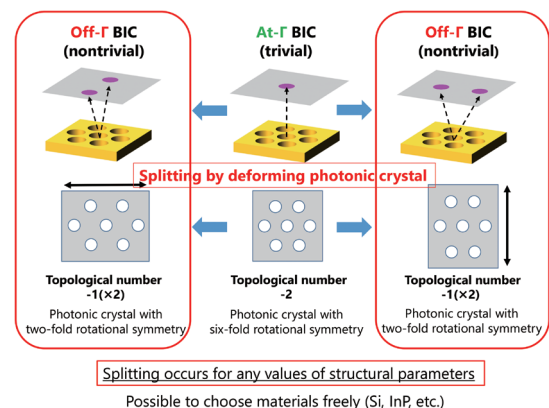 Off-Γ BIC
(nontrivial)
At-Γ BIC
(trivial)
Off-Γ BIC
(nontrivial)
Splitting by deforming photonic crystal
Topological number
-1(×2)
Photonic crystal with
two-fold rotational symmetry
Topological number
-2
Photonic crystal with
six-fold rotational symmetry
Topological number
-1(×2)
Photonic crystal with
two-fold rotational symmetry
Splitting occurs for any values of structural parameters
Possible to choose materials freely (Si, InP, etc.)